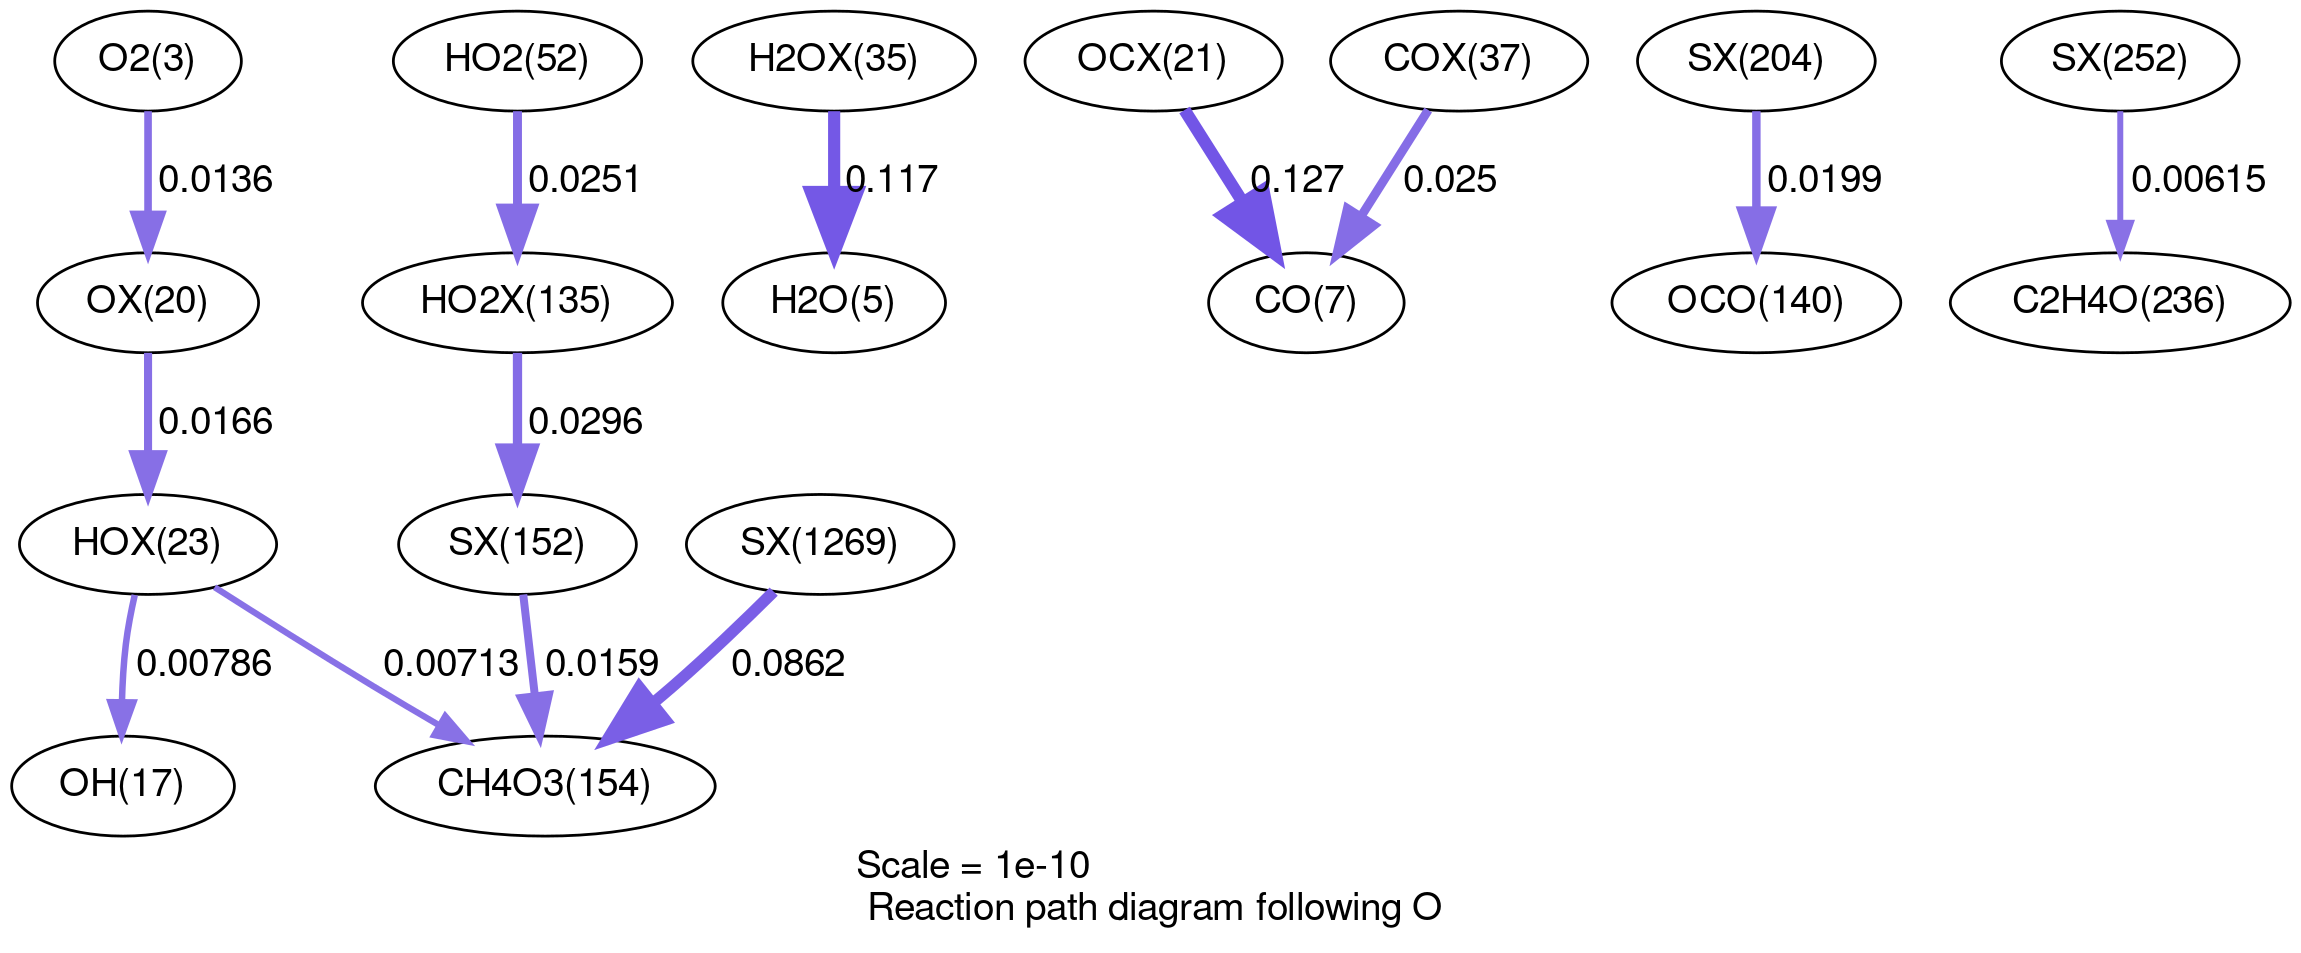 O2(3)
HO2(52)
H2OX(35)
OCX(21)
COX(37)
SX(204)
SX(252)
0.0136
0.0251
0.117
0.127
0.025
0.0199
0.00615
OX(20)
HO2X(135)
H2O(5)
CO(7)
OCO(140)
C2H4O(236)
0.0166
0.0296
HOX(23)
SX(152)
SX(1269)
0.00786
0.00713
0.0159
0.0862
OH(17)
CH4O3(154)
Scale = 1e-10
Reaction path diagram following O